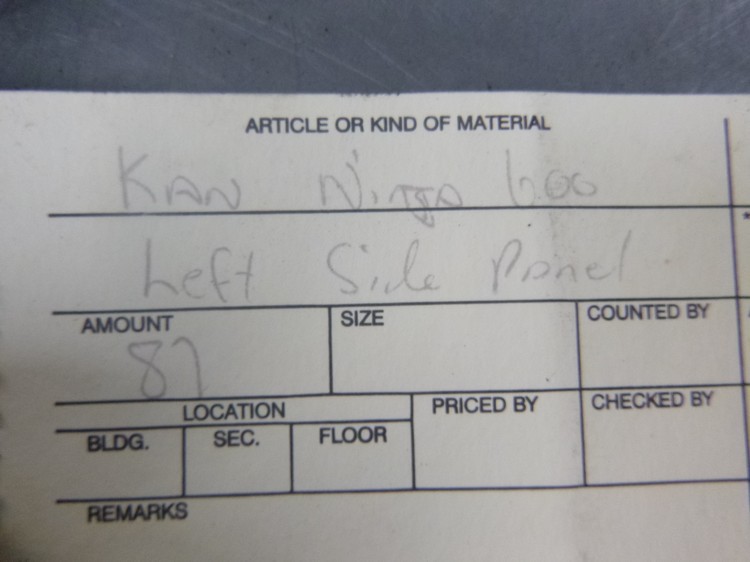 ARTICLE OR KIND OF MATERIAL
KAN Ninja 600
Left Side Panel
AMOUNT SIZE COUNTED BY
87
LOCATION PRICED BY CHECKED BY
BLDG. SEC. FLOOR
REMARKS